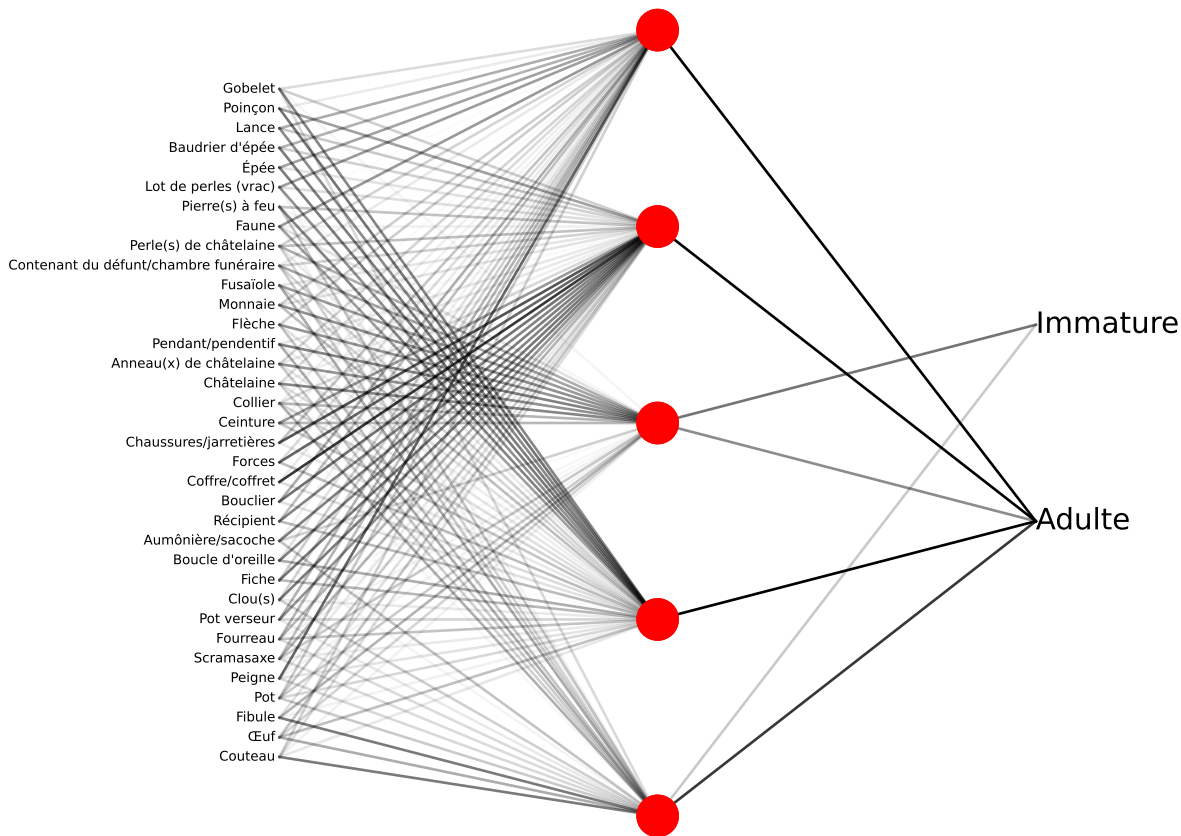 Gobelet
Poinçon
Lance
Baudrier d'épée
Épée
Lot de perles (vrac)
Pierre(s) à feu
Faune
Perle(s) de châtelaine
Contenant du défunt/chambre funéraire
Fusaïole
Monnaie
Flèche
Pendant/pendentif
Anneau(x) de châtelaine
Châtelaine
Collier
Ceinture
Chaussures/jarretières
Forces
Coffre/coffret
Bouclier
Récipient
Aumônière/sacoche
Boucle d'oreille
Fiche
Clou(s)
Pot verseur
Fourreau
Scramasaxe
Peigne
Pot
Fibule
Œuf
Couteau
Immature
Adulte